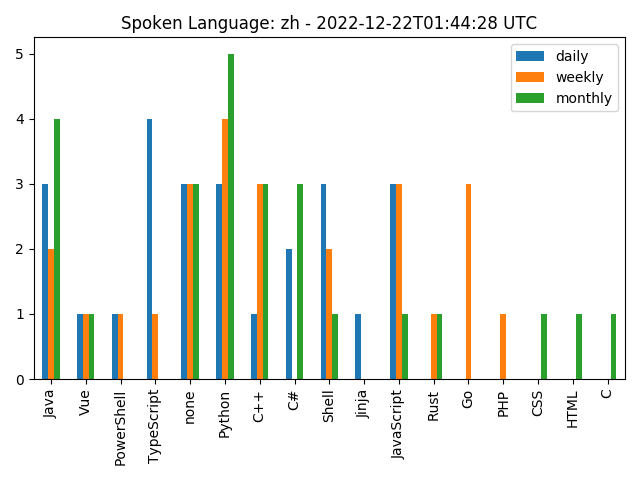 Spoken Language: zh - 2022-12-22T01:44:28 UTC
daily
weekly
monthly
5
4
3
2
1
0
Java
Vue
PowerShell
TypeScript
none
Python
C++
C#
Shell
Jinja
JavaScript
Rust
Go
PHP
CSS
HTML
C